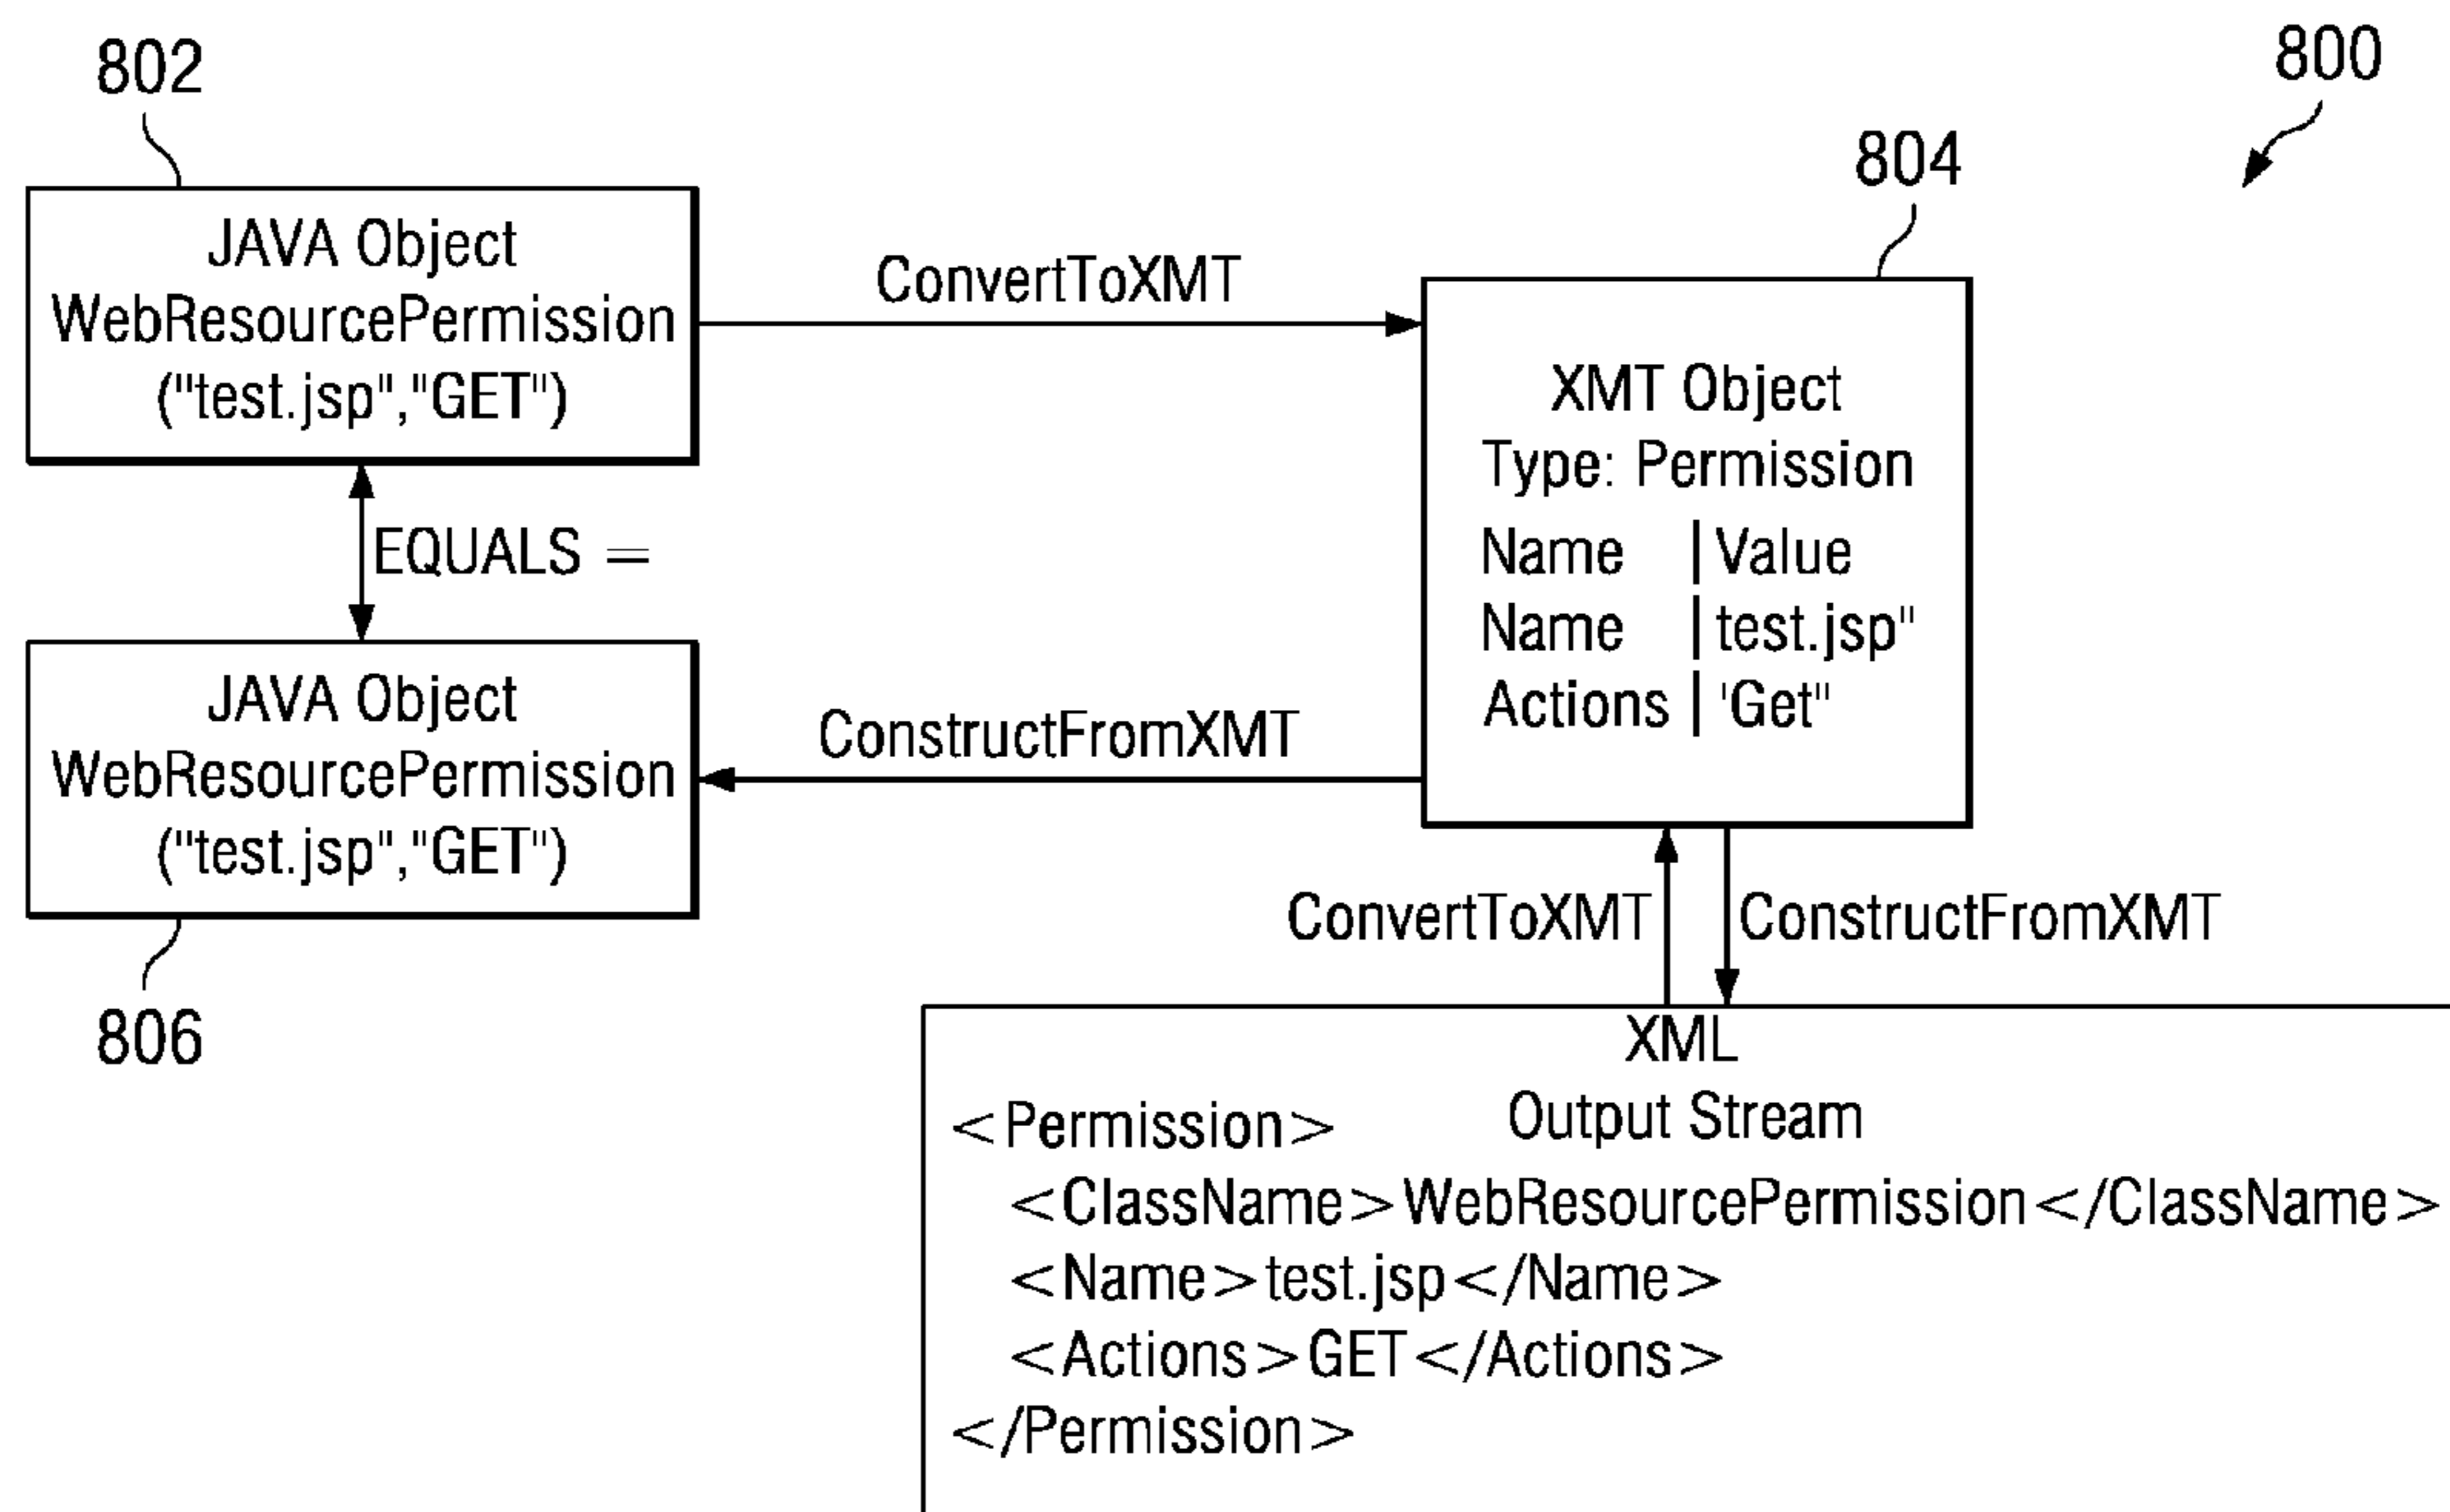 802
800
804
JAVA Object
WebResourcePermission
("test.jsp","GET")
ConvertToXMT
XMT Object
Type: Permission
Name | Value
Name | test.jsp"
Actions | 'Get"
EQUALS =
JAVA Object
WebResourcePermission
("test.jsp","GET")
ConstructFromXMT
806
ConvertToXMT
ConstructFromXMT
XML
Output Stream
<Permission>
<ClassName>WebResourcePermission</ClassName>
<Name>test.jsp</Name>
<Actions>GET</Actions>
</Permission>